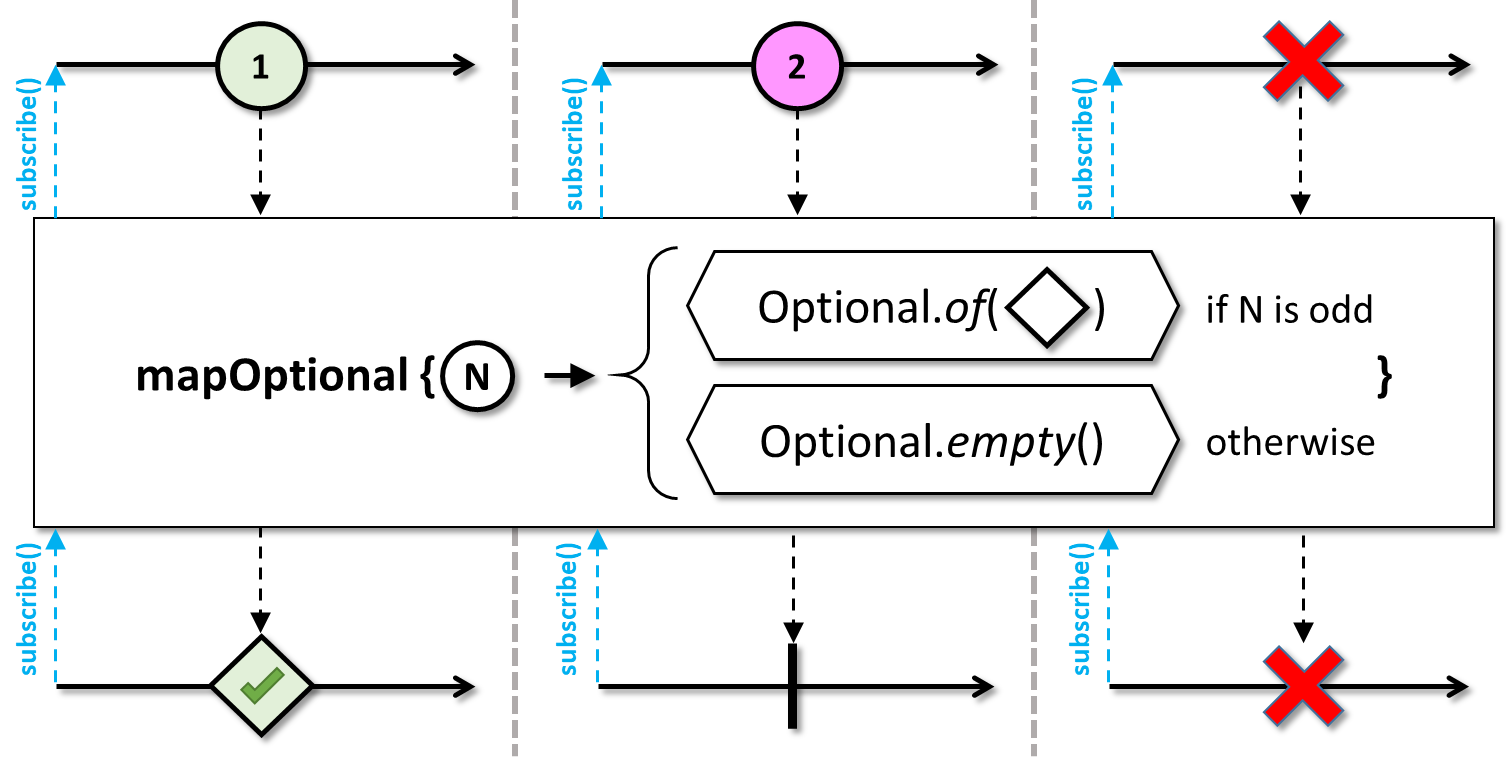 1
2
subscribe()
subscribe()
subscribe()
Optional.of( ) if N is odd
mapOptional { N }
Optional.empty() otherwise
subscribe()
subscribe()
subscribe()